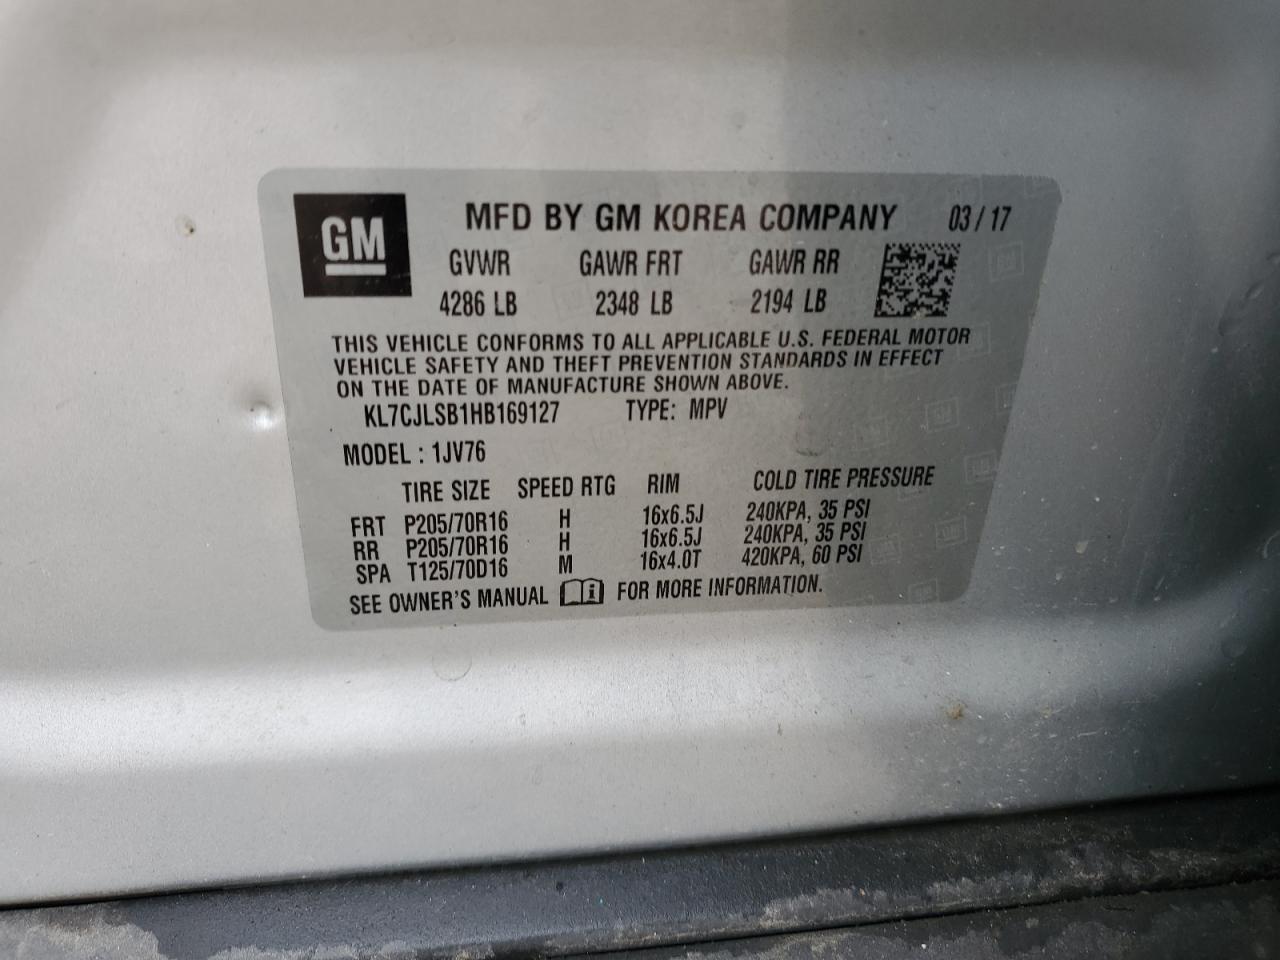 GM
MFD BY GM KOREA COMPANY 03/17
GVWR GAWR FRT GAWR RR
4286 LB 2348 LB 2194 LB
THIS VEHICLE CONFORMS TO ALL APPLICABLE U.S. FEDERAL MOTOR
VEHICLE SAFETY AND THEFT PREVENTION STANDARDS IN EFFECT
ON THE DATE OF MANUFACTURE SHOWN ABOVE.
KL7CJLSB1HB169127 TYPE: MPV
MODEL : 1JV76
TIRE SIZE SPEED RTG RIM COLD TIRE PRESSURE
FRT P205/70R16 H 16x6.5J 240KPA, 35 PSI
RR P205/70R16 H 16x6.5J 240KPA, 35 PSI
SPA T125/70D16 M 16x4.0T 420KPA, 60 PSI
SEE OWNER'S MANUAL FOR MORE INFORMATION.